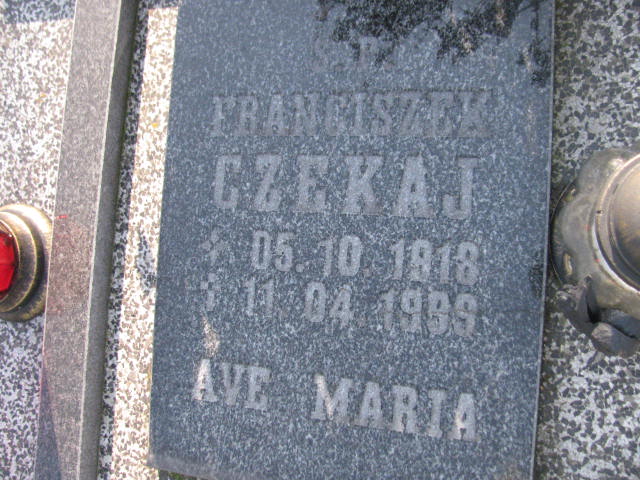 Ś.P.
FRANCISZEK
CZEKAJ
05.10.1918
11.04.1999
AVE MARIA